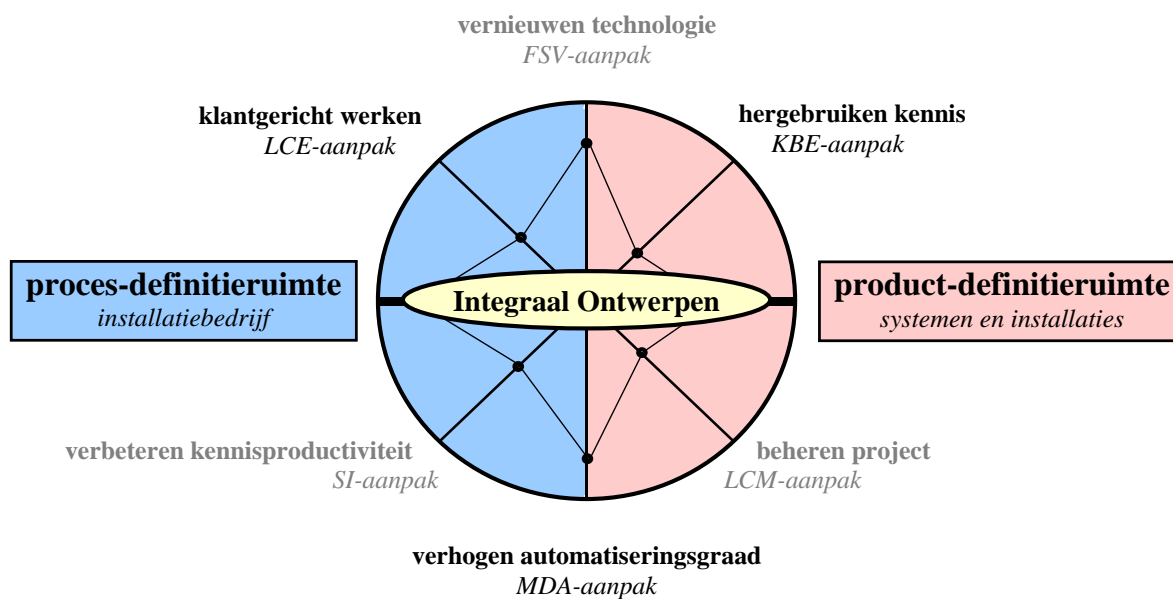 vernieuwen technologie
FSV-aanpak
klantgericht werken
LCE-aanpak
hergebruiken kennis
KBE-aanpak
proces-definitieruimte
installatiebedrijf
Integraal Ontwerpen
product-definitieruimte
systemen en installaties
verbeteren kennisproductiviteit
SI-aanpak
beheren project
LCM-aanpak
verhogen automatiseringsgraad
MDA-aanpak